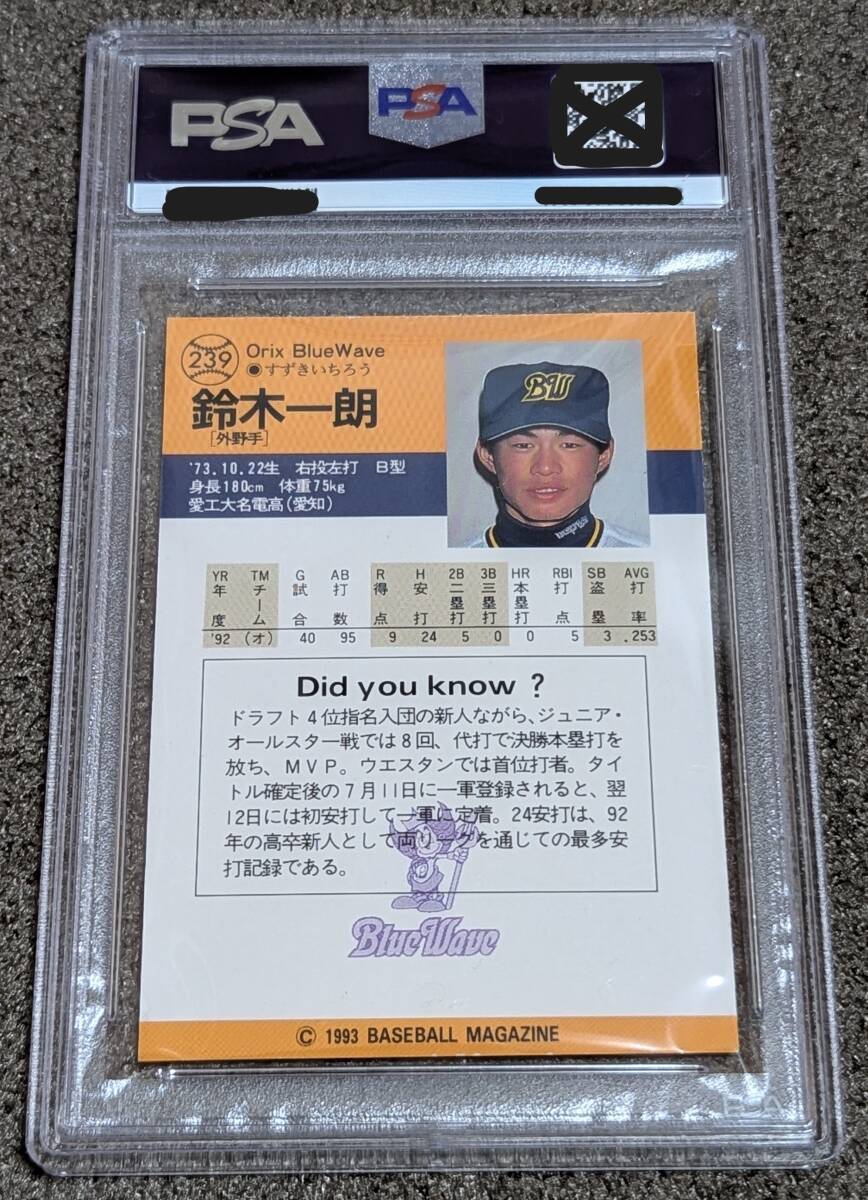 PSA
PSA
239
Orix BlueWave
●すずきいちろう
鈴木一朗
[外野手]
BW
'73.10.22生 右投左打 B型
身長180cm 体重75kg
愛工大名電高(愛知)
YR TM G AB R H 2B 3B HR RBI SB AVG
年度 チーム 試合 打数 得点 安打 二塁打 三塁打 本塁打 打点 盗塁 打率
'92 (オ) 40 95 9 24 5 0 0 5 3 .253
Did you know ?
ドラフト4位指名入団の新人ながら、ジュニア・
オールスター戦では8回、代打で決勝本塁打を
放ち、MVP。ウエスタンでは首位打者。タイ
トル確定後の7月11日に一軍登録されると、翌
12日には初安打して一軍に定着。24安打は、92
年の高卒新人として両リーグを通じての最多安
打記録である。
BlueWave
© 1993 BASEBALL MAGAZINE
PSA